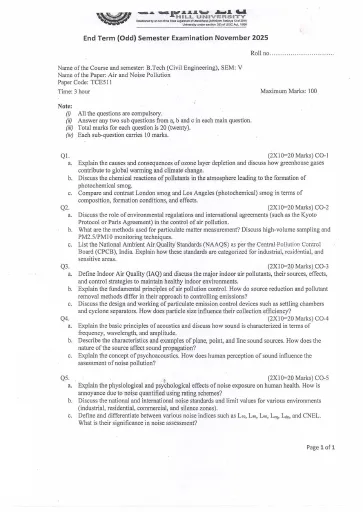 Graphic Era
HILL UNIVERSITY
End Term (Odd) Semester Examination November 2025
Roll no..............................
Name of the Course and semester: B.Tech (Civil Engineering), SEM: V
Name of the Paper: Air and Noise Pollution
Paper Code: TCE511
Time: 3 hour Maximum Marks: 100
Note:
(i) All the questions are compulsory.
(ii) Answer any two sub questions from a, b and c in each main question.
(iii) Total marks for each question is 20 (twenty).
(iv) Each sub-question carries 10 marks.
Q1. (2X10=20 Marks) CO-1
a. Explain the causes and consequences of ozone layer depletion and discuss how greenhouse gases
contribute to global warming and climate change.
b. Discuss the chemical reactions of pollutants in the atmosphere leading to the formation of
photochemical smog.
c. Compare and contrast London smog and Los Angeles (photochemical) smog in terms of
composition, formation conditions, and effects.
Q2. (2X10=20 Marks) CO-2
a. Discuss the role of environmental regulations and international agreements (such as the Kyoto
Protocol or Paris Agreement) in the control of air pollution.
b. What are the methods used for particulate matter measurement? Discuss high-volume sampling and
PM2.5/PM10 monitoring techniques.
c. List the National Ambient Air Quality Standards (NAAQS) as per the Central Pollution Control
Board (CPCB), India. Explain how these standards are categorized for industrial, residential, and
sensitive areas.
Q3. (2X10=20 Marks) CO-3
a. Define Indoor Air Quality (IAQ) and discuss the major indoor air pollutants, their sources, effects,
and control strategies to maintain healthy indoor environments.
b. Explain the fundamental principles of air pollution control. How do source reduction and pollutant
removal methods differ in their approach to controlling emissions?
c. Discuss the design and working of particulate emission control devices such as settling chambers
and cyclone separators. How does particle size influence their collection efficiency?
Q4. (2X10=20 Marks) CO-4
a. Explain the basic principles of acoustics and discuss how sound is characterized in terms of
frequency, wavelength, and amplitude.
b. Describe the characteristics and examples of plane, point, and line sound sources. How does the
nature of the source affect sound propagation?
c. Explain the concept of psychoacoustics. How does human perception of sound influence the
assessment of noise pollution?
Q5. (2X10=20 Marks) CO-5
a. Explain the physiological and psychological effects of noise exposure on human health. How is
annoyance due to noise quantified using rating schemes?
b. Discuss the national and international noise standards and limit values for various environments
(industrial, residential, commercial, and silence zones).
c. Define and differentiate between various noise indices such as and CNEL.
What is their significance in noise assessment?
Page 1 of 1